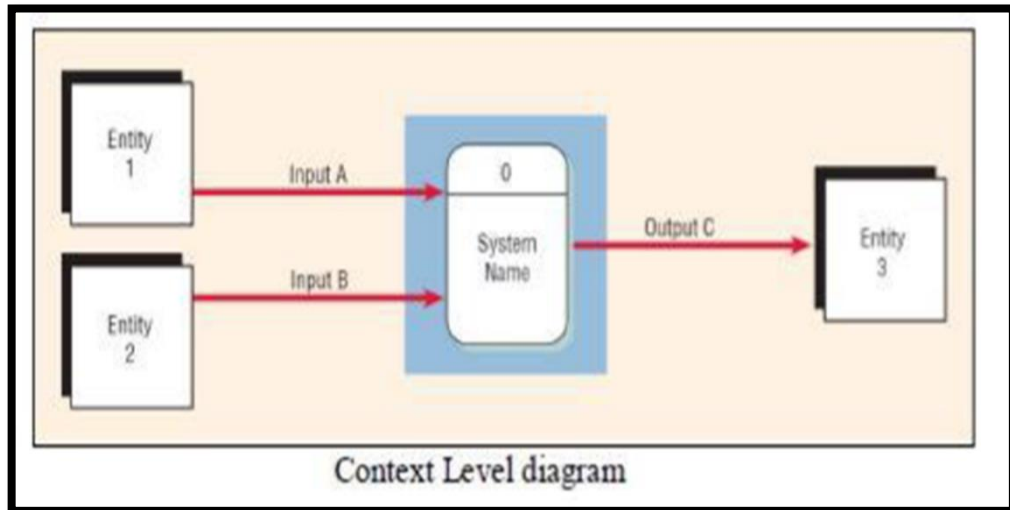 Entity
1
Input A
0
System
Name
Output C
Entity
3
Input B
Entity
2
Context Level diagram